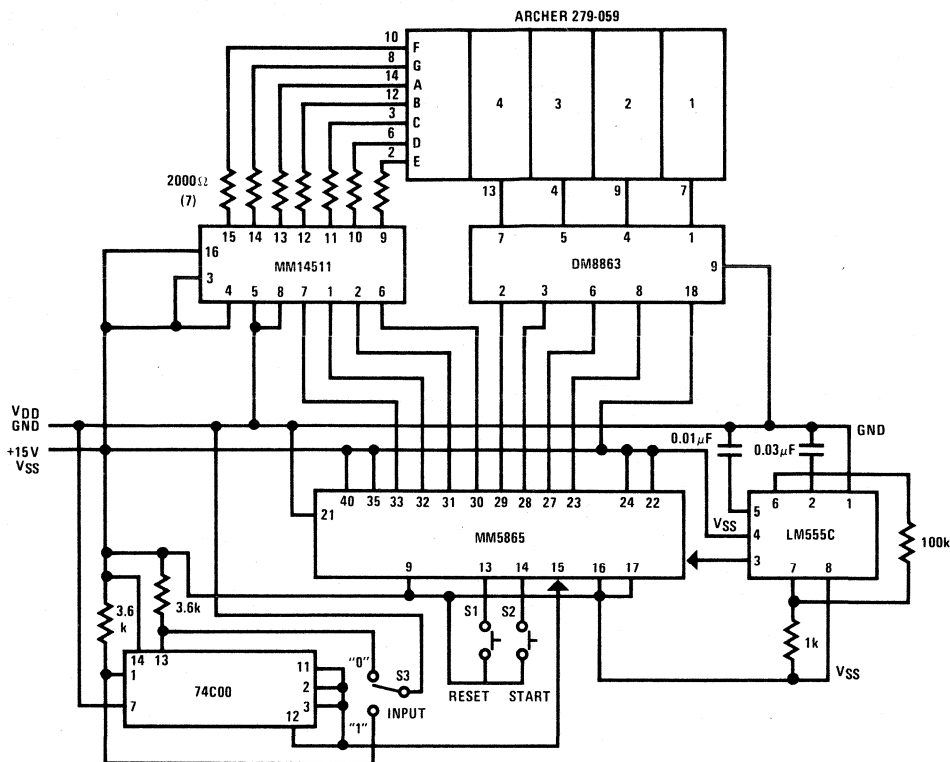 ARCHER 279-059
10 F
8 G
14 A
12 B
3 C
6 D
2 E
4 3 2 1
13 4 9 7
2000Ω
(7)
15 14 13 12 11 10 9
16
3
MM14511
4 5 8 7 1 2 6
7 5 4 1
DM8863
9
2 3 6 8 18
VDD
GND
+15V
VSS
GND
0.01µF
0.03µF
40 35 33 32 31 30 29 28 27 23 24 22
21
MM5865
9 13 14 15 16 17
6 2 1
5
4
3
LM555C
7 8
VSS
100k
1k
VSS
S1 S2
RESET START
3.6
k
3.6k
14 13
1
7
74C00
11
2
3
12
"0"
S3
INPUT
"1"